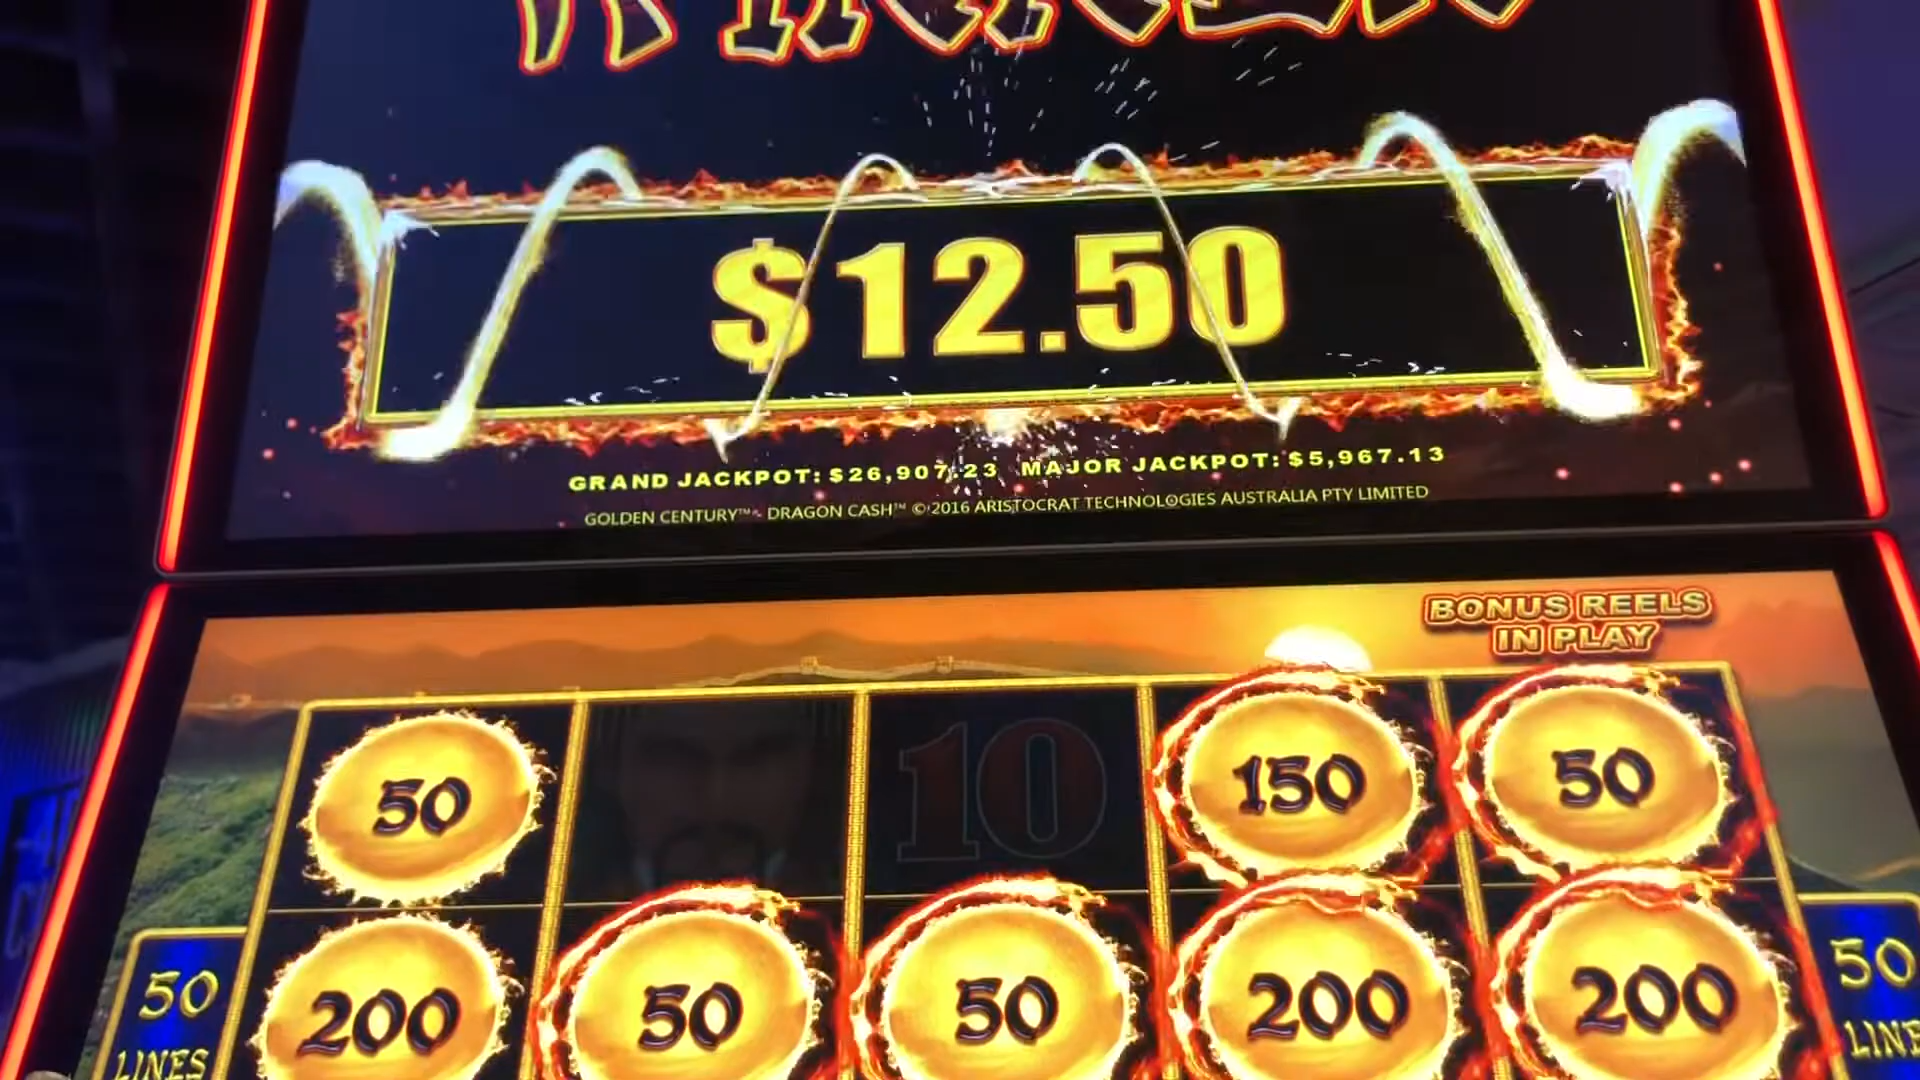 $12.50
GRAND JACKPOT: $26,907.23 MAJOR JACKPOT: $5,967.13
GOLDEN CENTURY™ - DRAGON CASH™ © 2016 ARISTOCRAT TECHNOLOGIES AUSTRALIA PTY LIMITED
BONUS REELS
IN PLAY
50
10
150
50
200
50
50
200
200
50
LINES
50
LINE